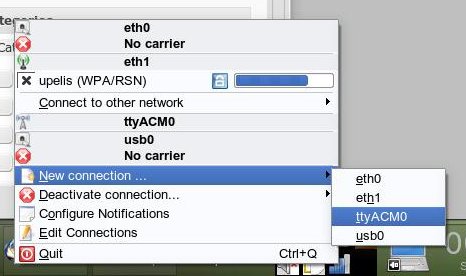 eth0
No carrier
eth1
upelis (WPA/RSN)
Connect to other network
ttyACM0
usb0
No carrier
New connection ...
Deactivate connection...
Configure Notifications
Edit Connections
Quit Ctrl+Q
eth0
eth1
ttyACM0
usb0